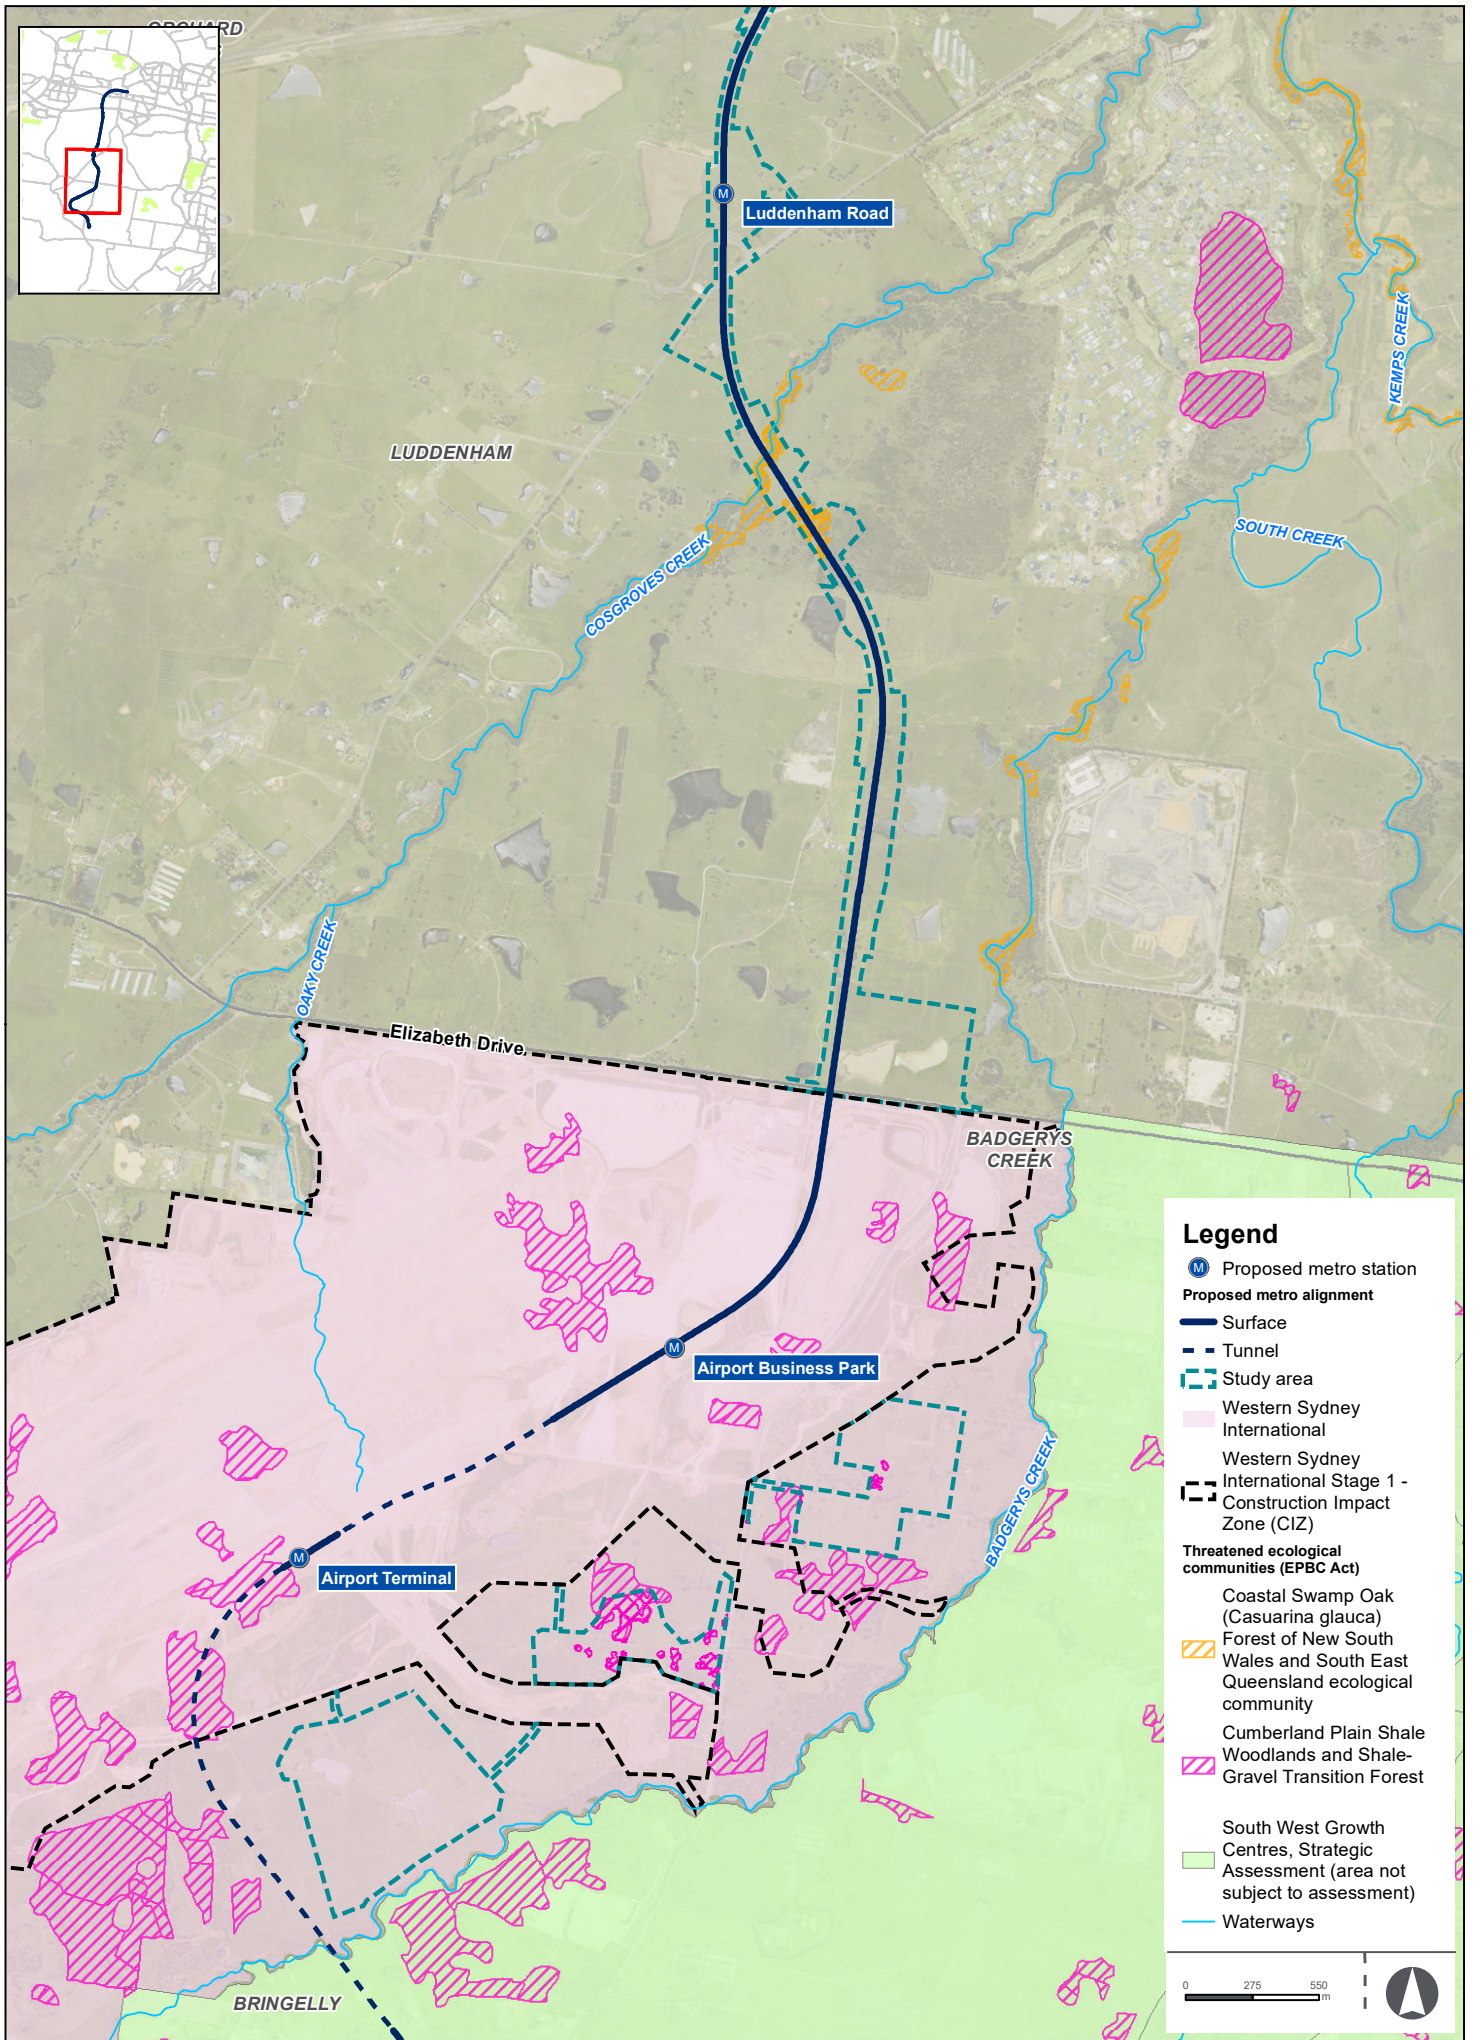 ORCHARD
M
Luddenham Road
KEMPS CREEK
LUDDENHAM
SOUTH CREEK
COSGROVES CREEK
OAKY CREEK
Elizabeth Drive
BADGERYS
CREEK
M
Airport Business Park
BADGERYS CREEK
M
Airport Terminal
BRINGELLY
Legend
M Proposed metro station
Proposed metro alignment
Surface
Tunnel
Study area
Western Sydney
International
Western Sydney
International Stage 1 -
Construction Impact
Zone (CIZ)
Threatened ecological
communities (EPBC Act)
Coastal Swamp Oak
(Casuarina glauca)
Forest of New South
Wales and South East
Queensland ecological
community
Cumberland Plain Shale
Woodlands and Shale-
Gravel Transition Forest
South West Growth
Centres, Strategic
Assessment (area not
subject to assessment)
Waterways
0 275 550
m